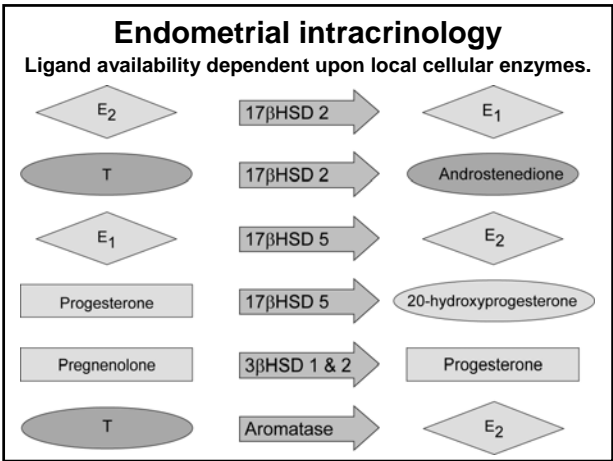 Endometrial intracrinology
Ligand availability dependent upon local cellular enzymes.
E₂ 17βHSD 2 E₁
T 17βHSD 2 Androstenedione
E₁ 17βHSD 5 E₂
Progesterone 17βHSD 5 20-hydroxyprogesterone
Pregnenolone 3βHSD 1 & 2 Progesterone
T Aromatase E₂